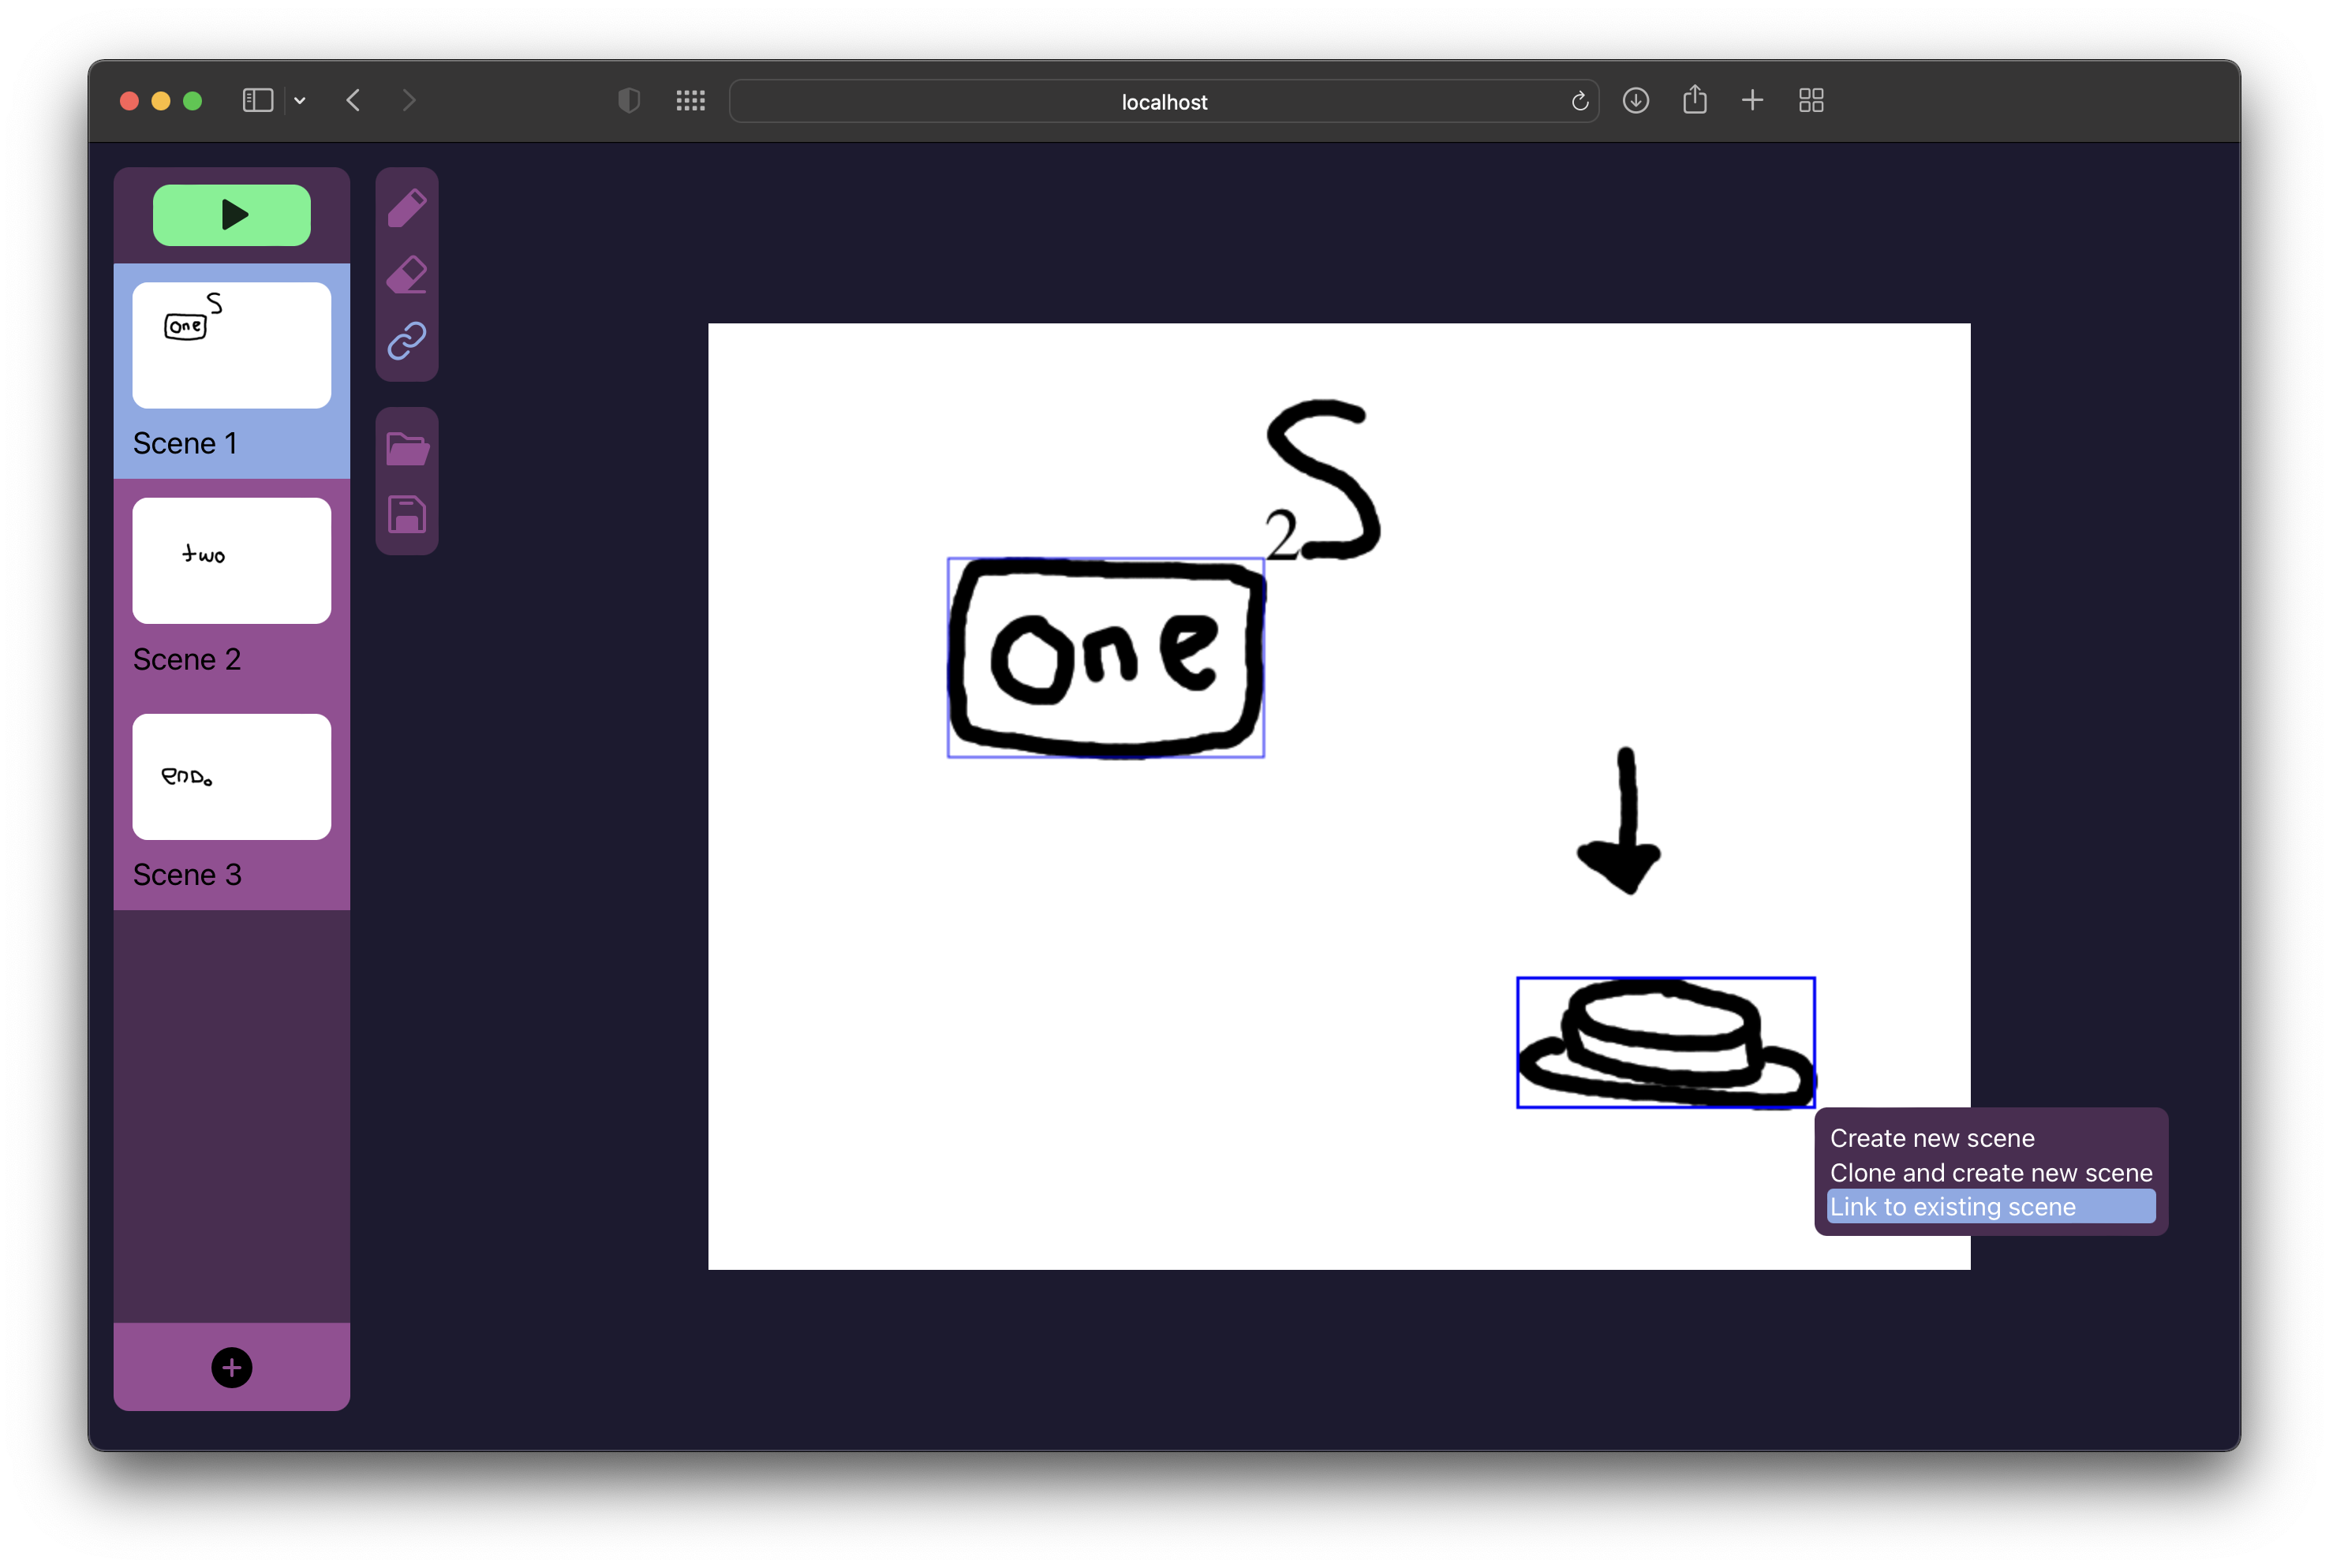 localhost
S
one
Scene 1
two
Scene 2
enD.
Scene 3
S
2
one
Create new scene
Clone and create new scene
Link to existing scene